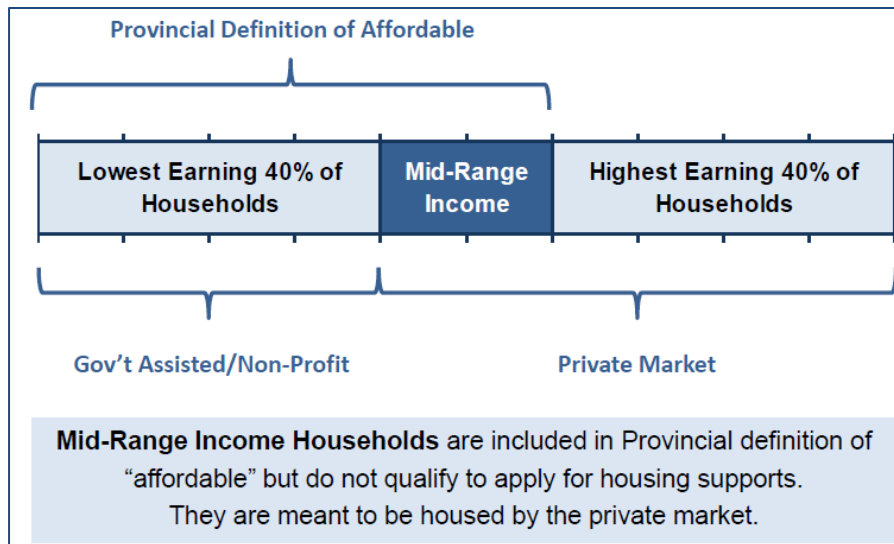 Provincial Definition of Affordable
Lowest Earning 40% of
Households
Mid-Range
Income
Highest Earning 40% of
Households
Gov’t Assisted/Non-Profit
Private Market
Mid-Range Income Households are included in Provincial definition of
“affordable” but do not qualify to apply for housing supports.
They are meant to be housed by the private market.